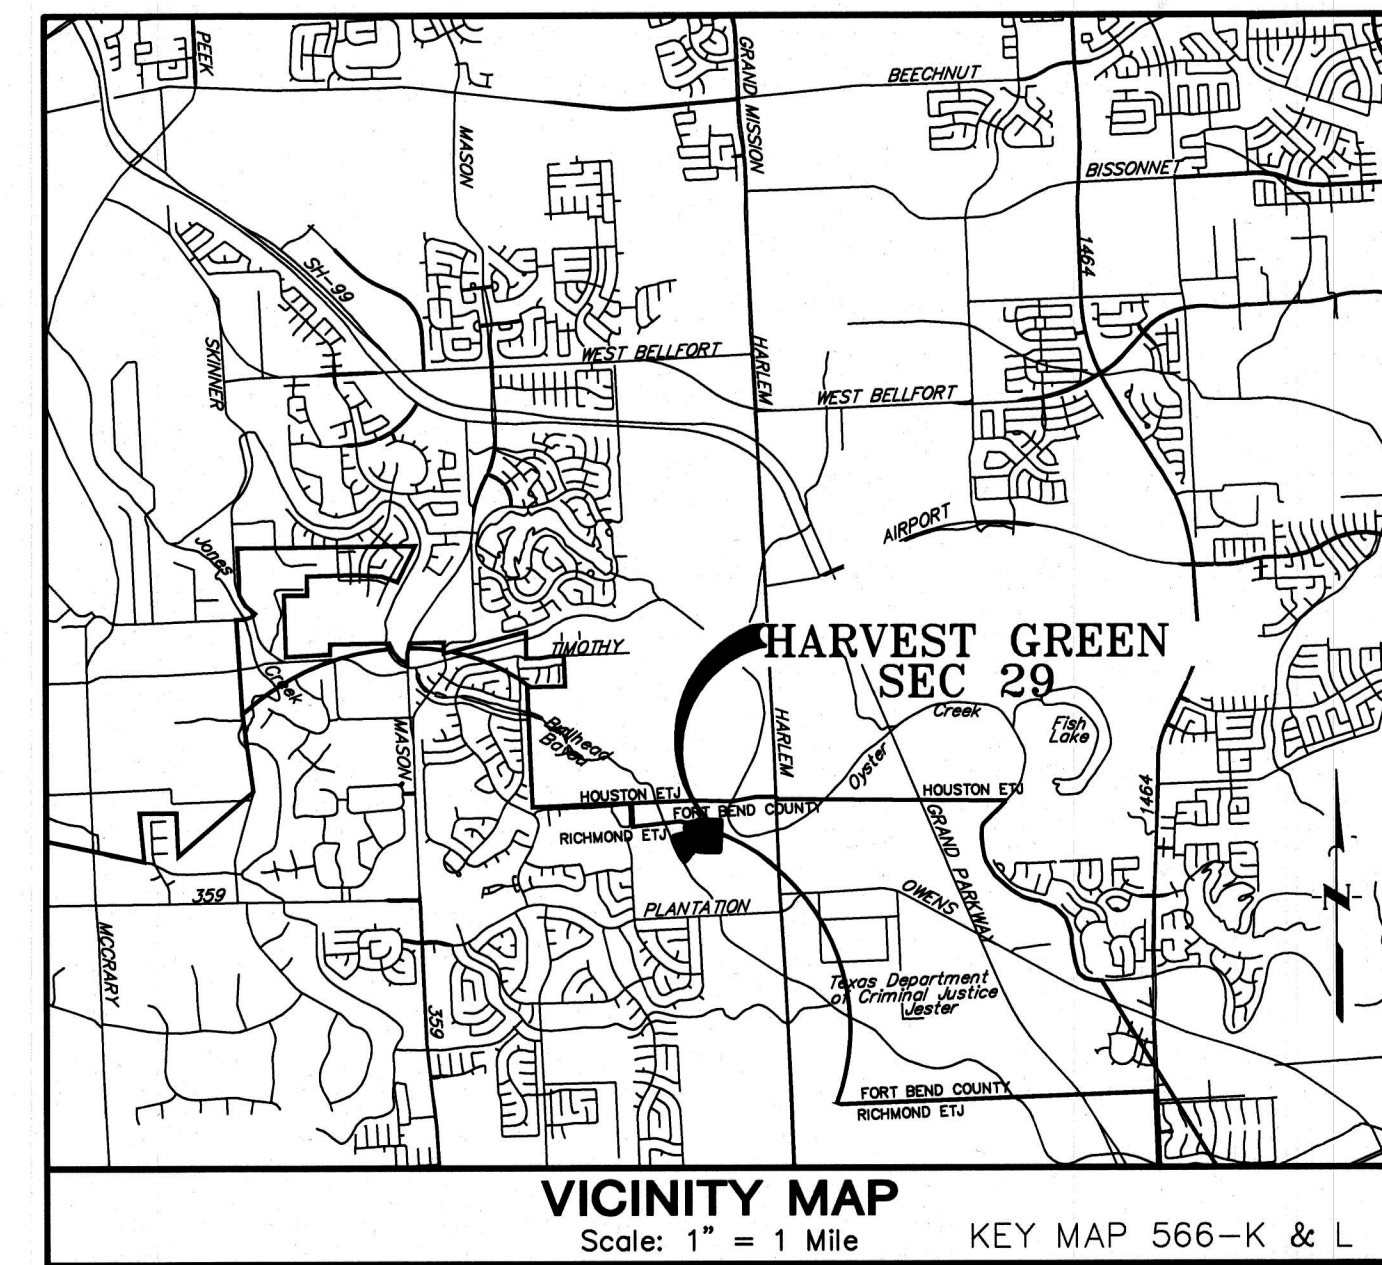 PEEK
MASON
GRAND MISSION
BEECHNUT
BISSONNET
1464
SH-99
SKINNER
WEST BELLFORT
HARLEM
WEST BELLFORT
AIRPORT
Jones
Creek
TIMOTHY
HARVEST GREEN
SEC 29
Creek
Fish
Lake
Oyster
MASON
Bullhead
Bayou
HARLEM
HOUSTON ETJ
HOUSTON ETJ
FORT BEND COUNTY
RICHMOND ETJ
1464
GRAND PARKWAY
OWENS
PLANTATION
359
MCCRARY
359
Texas Department
of Criminal Justice
Jester
N
FORT BEND COUNTY
RICHMOND ETJ
VICINITY MAP
Scale: 1" = 1 Mile
KEY MAP 566-K & L